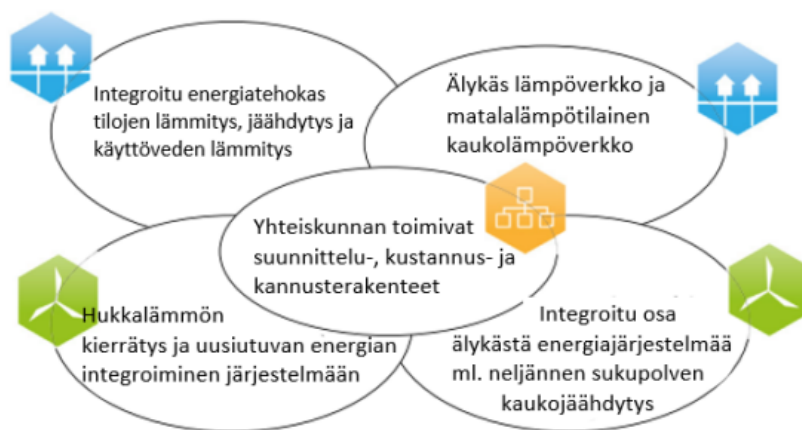 Integroitu energiatehokas
tilojen lämmitys, jäähdytys ja
käyttöveden lämmitys
Älykäs lämpöverkko ja
matalalämpötilainen
kaukolämpöverkko
Yhteiskunnan toimivat
suunnittelu-, kustannus- ja
kannusterakenteet
Hukkalämmön
kierrätys ja uusiutuvan energian
integroiminen järjestelmään
Integroitu osa
älykästä energiajärjestelmää
ml. neljännen sukupolven
kaukojäähdytys